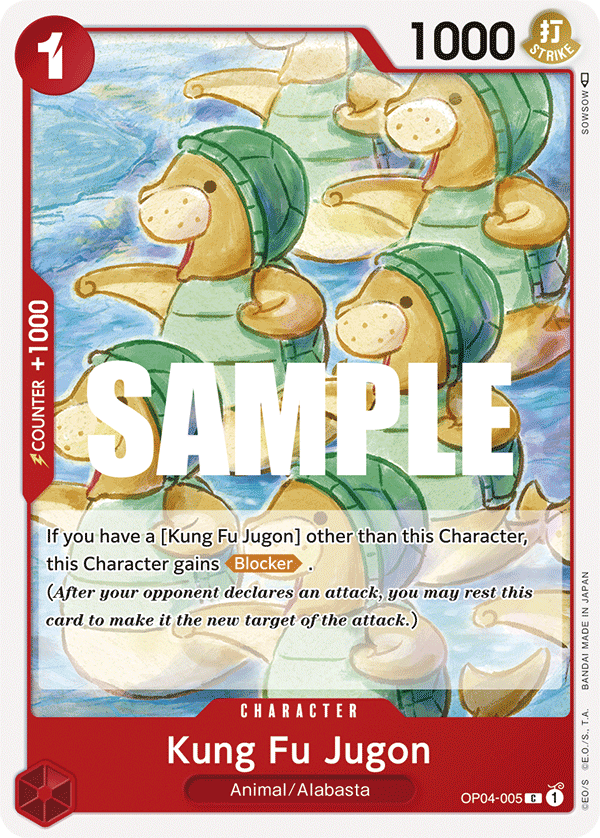 1
1000
打
STRIKE
SOWSOW
COUNTER +1000
SAMPLE
If you have a [Kung Fu Jugon] other than this Character,
this Character gains Blocker .
(After your opponent declares an attack, you may rest this
card to make it the new target of the attack.)
CHARACTER
Kung Fu Jugon
Animal/Alabasta
OP04-005 C 1
©EO/S ©E.O./S., T.A. BANDAI MADE IN JAPAN